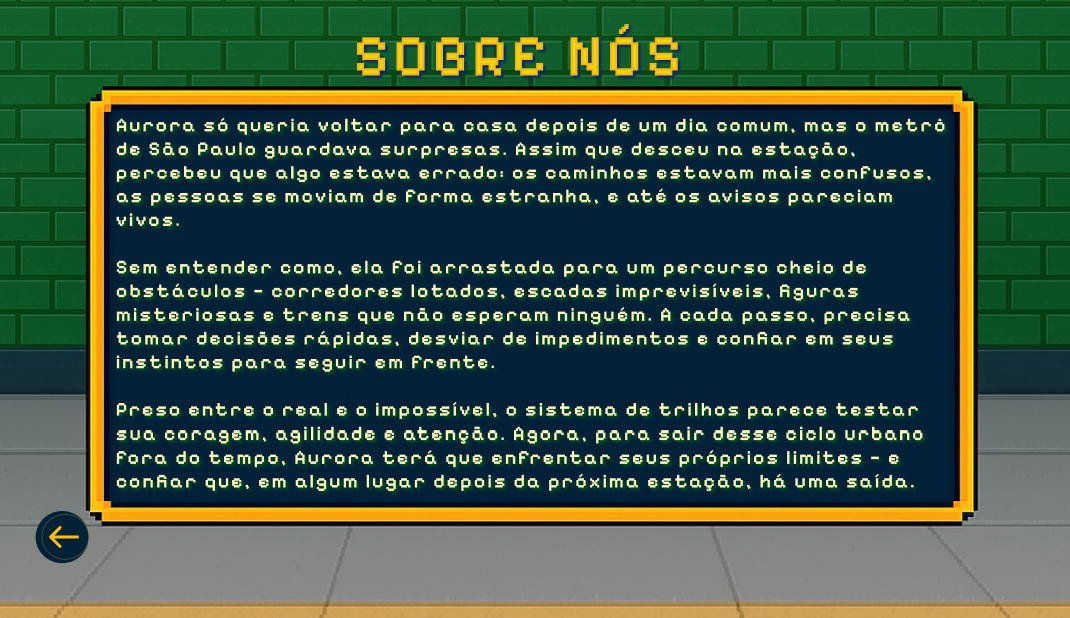 SOBRE NÓS
Aurora só queria voltar para casa depois de um dia comum, mas o metrô
de São Paulo guardava surpresas. Assim que desceu na estação,
percebeu que algo estava errado: os caminhos estavam mais confusos,
as pessoas se moviam de forma estranha, e até os avisos pareciam
vivos.
Sem entender como, ela foi arrastada para um percurso cheio de
obstáculos - corredores lotados, escadas imprevisíveis, figuras
misteriosas e trens que não esperam ninguém. A cada passo, precisa
tomar decisões rápidas, desviar de impedimentos e confiar em seus
instintos para seguir em frente.
Preso entre o real e o impossível, o sistema de trilhos parece testar
sua coragem, agilidade e atenção. Agora, para sair desse ciclo urbano
fora do tempo, Aurora terá que enfrentar seus próprios limites - e
confiar que, em algum lugar depois da próxima estação, há uma saída.